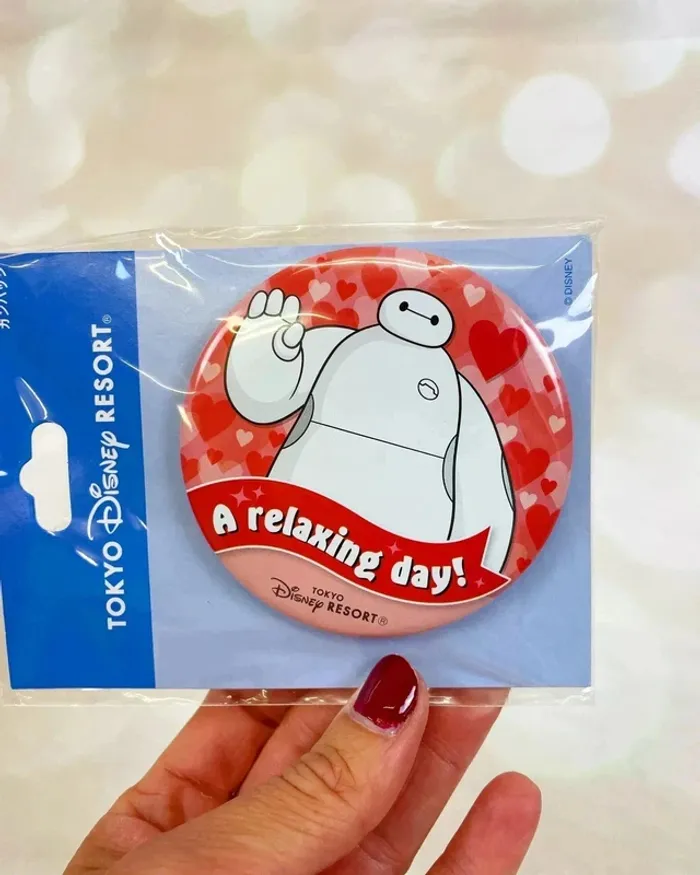 カンバッジ
TOKYO Disney RESORT®
© DISNEY
A relaxing day!
TOKYO
Disney RESORT®